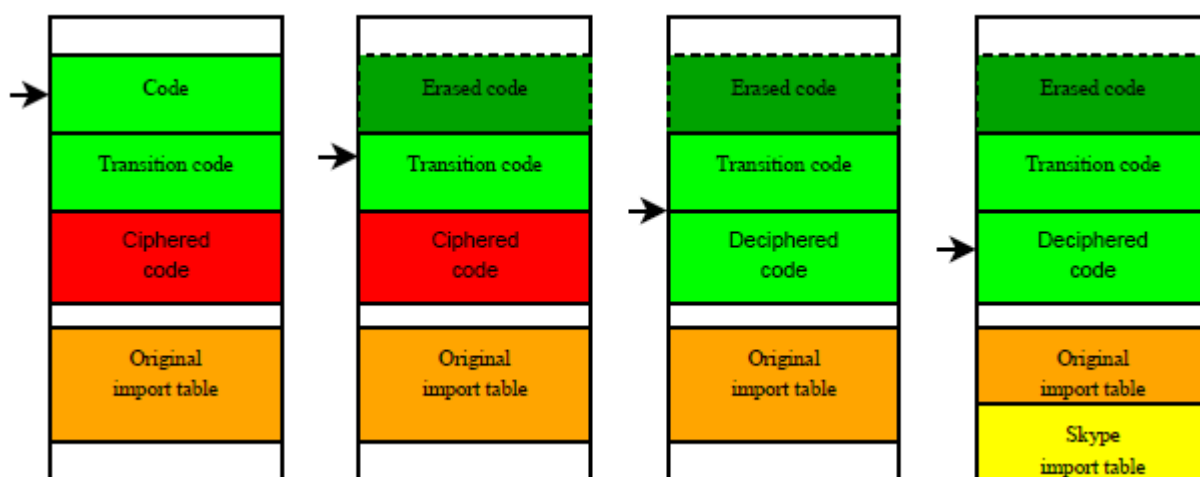 Code
Transition code
Ciphered
code
Original
import table
Erased code
Transition code
Ciphered
code
Original
import table
Erased code
Transition code
Deciphered
code
Original
import table
Erased code
Transition code
Deciphered
code
Original
import table
Skype
import table